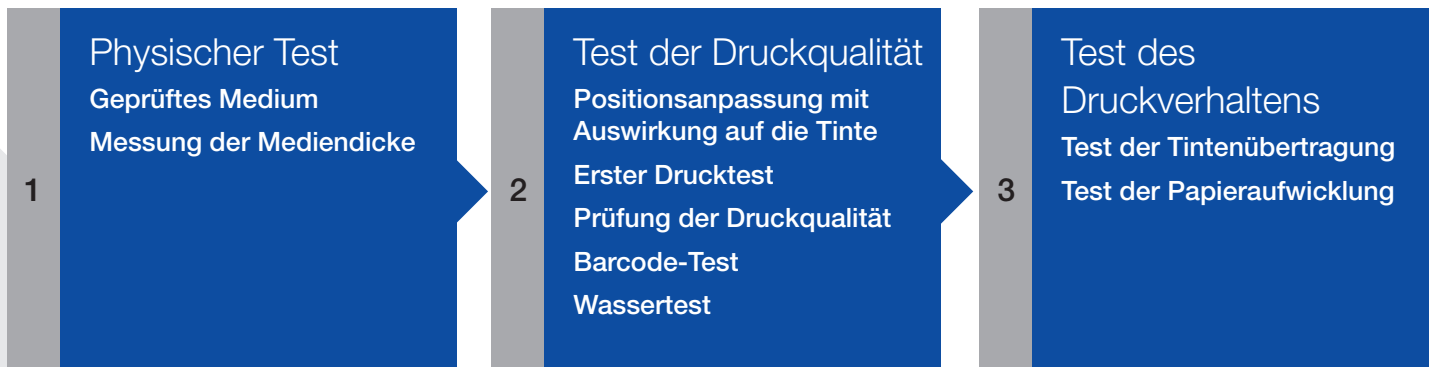 1
Physischer Test
Geprüftes Medium
Messung der Mediendicke
2
Test der Druckqualität
Positionsanpassung mit
Auswirkung auf die Tinte
Erster Drucktest
Prüfung der Druckqualität
Barcode-Test
Wassertest
3
Test des
Druckverhaltens
Test der Tintenübertragung
Test der Papieraufwicklung